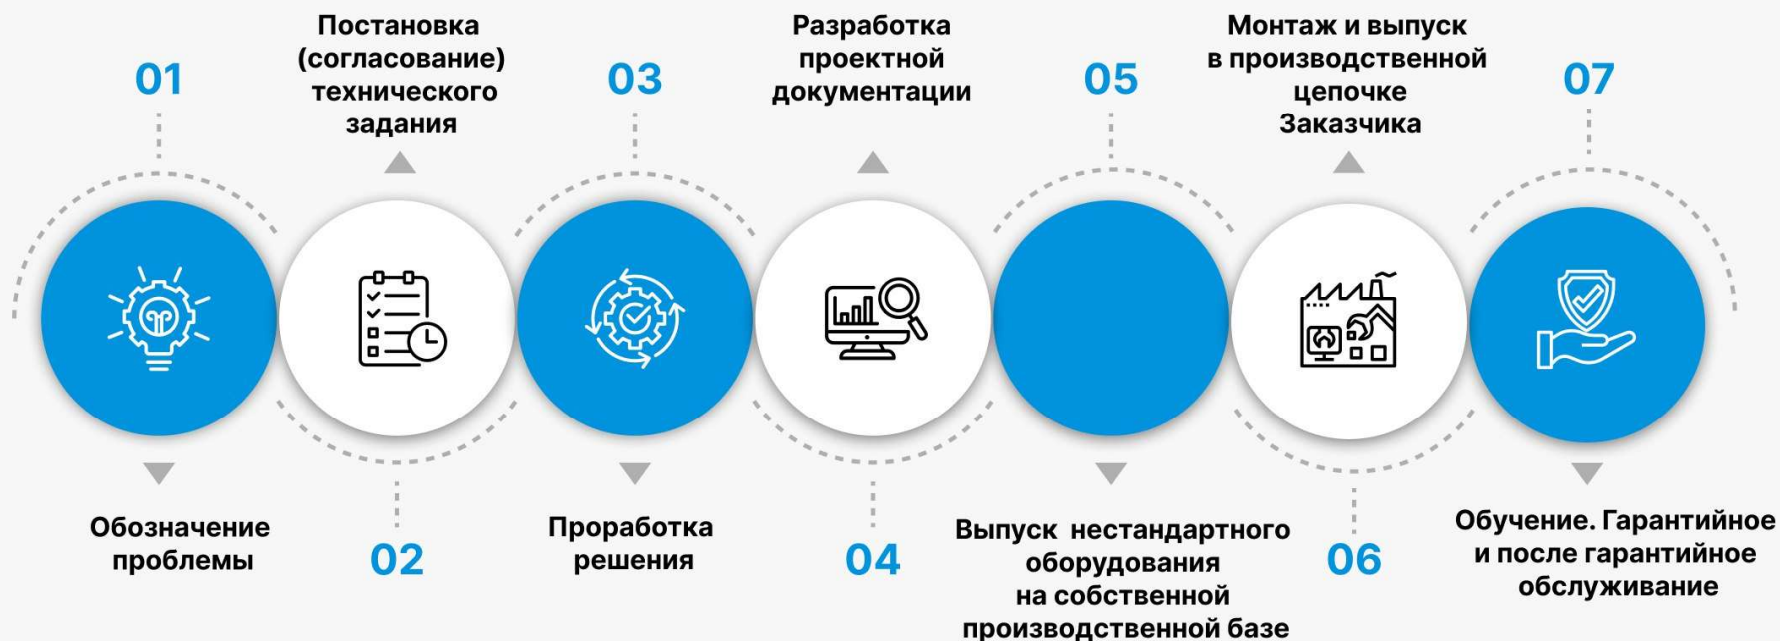 01
Обозначение
проблемы
Постановка
(согласование)
технического
задания
02
03
Проработка
решения
Разработка
проектной
документации
04
05
Выпуск нестандартного
оборудования
на собственной
производственной базе
Монтаж и выпуск
в производственной
цепочке
Заказчика
06
07
Обучение. Гарантийное
и после гарантийное
обслуживание